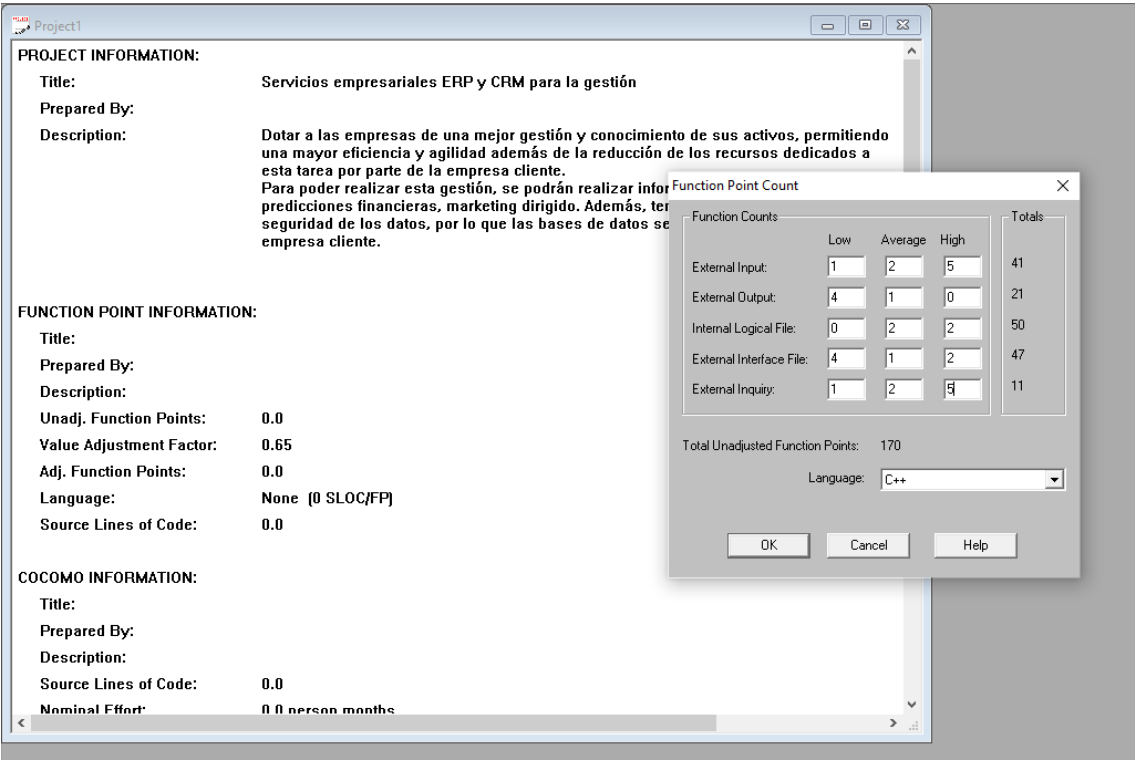 Project1
PROJECT INFORMATION:
Title: Servicios empresariales ERP y CRM para la gestión
Prepared By:
Description: Dotar a las empresas de una mejor gestión y conocimiento de sus activos, permitiendo
una mayor eficiencia y agilidad además de la reducción de los recursos dedicados a
esta tarea por parte de la empresa cliente.
Para poder realizar esta gestión, se podrán realizar
predicciones financieras, marketing dirigido. Además,
seguridad de los datos, por lo que las bases de datos
empresa cliente.
FUNCTION POINT INFORMATION:
Title:
Prepared By:
Description:
Unadj. Function Points: 0.0
Value Adjustment Factor: 0.65
Adj. Function Points: 0.0
Language: None (0 SLOC/FP)
Source Lines of Code: 0.0
COCOMO INFORMATION:
Title:
Prepared By:
Description:
Source Lines of Code: 0.0
Nominal Effort: 0.0 person months
Function Point Count
Function Counts Totals
Low Average High
External Input: 1 2 5 41
External Output: 4 1 0 21
Internal Logical File: 0 2 2 50
External Interface File: 4 1 2 47
External Inquiry: 1 2 5 11
Total Unadjusted Function Points: 170
Language: C++
OK Cancel Help